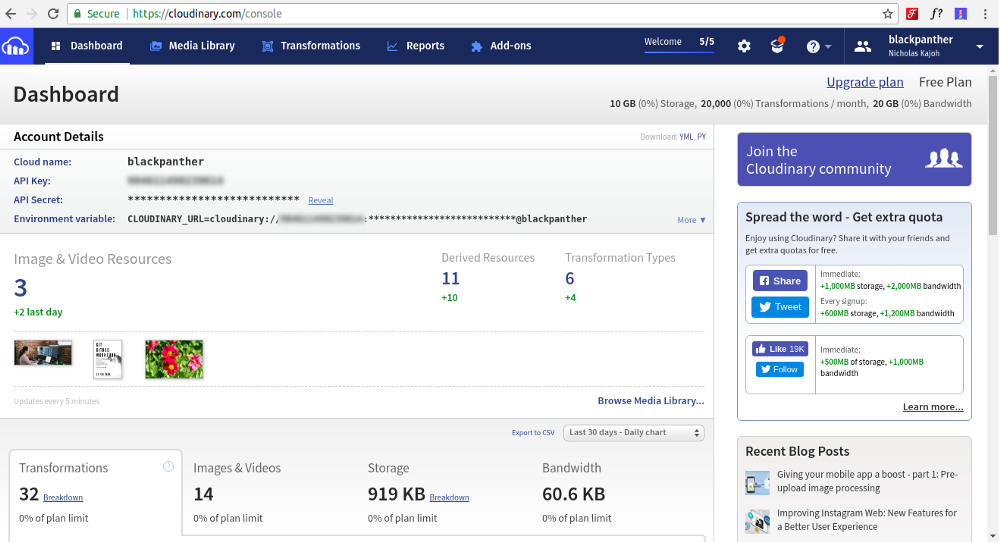 Secure https://cloudinary.com/console
Dashboard Media Library Transformations Reports Add-ons Welcome 5/5 blackpanther
Nicholas Kajoh
Dashboard
Upgrade plan Free Plan
10 GB (0%) Storage, 20,000 (0%) Transformations / month, 20 GB (0%) Bandwidth
Account Details Download: YML, PY
Cloud name: blackpanther
API Key:
API Secret: *************************** Reveal
Environment variable: CLOUDINARY_URL=cloudinary:// :***************************@blackpanther More
Image & Video Resources
3
+2 last day
Derived Resources
11
+10
Transformation Types
6
+4
Updates every 5 minutes Browse Media Library...
Export to CSV Last 30 days - Daily chart
Transformations ?
32 Breakdown
0% of plan limit
Images & Videos
14
0% of plan limit
Storage
919 KB Breakdown
0% of plan limit
Bandwidth
60.6 KB
0% of plan limit
Join the
Cloudinary community
Spread the word - Get extra quota
Enjoy using Cloudinary? Share it with your friends and
get extra quotas for free.
Share
Tweet
Immediate:
+1,000MB storage, +2,000MB bandwidth
Every signup:
+600MB storage, +1,200MB bandwidth
Like 19K
Follow
Immediate:
+500MB of storage, +1,000MB
bandwidth
Learn more...
Recent Blog Posts
Giving your mobile app a boost - part 1: Pre-
upload image processing
Improving Instagram Web: New Features for
a Better User Experience